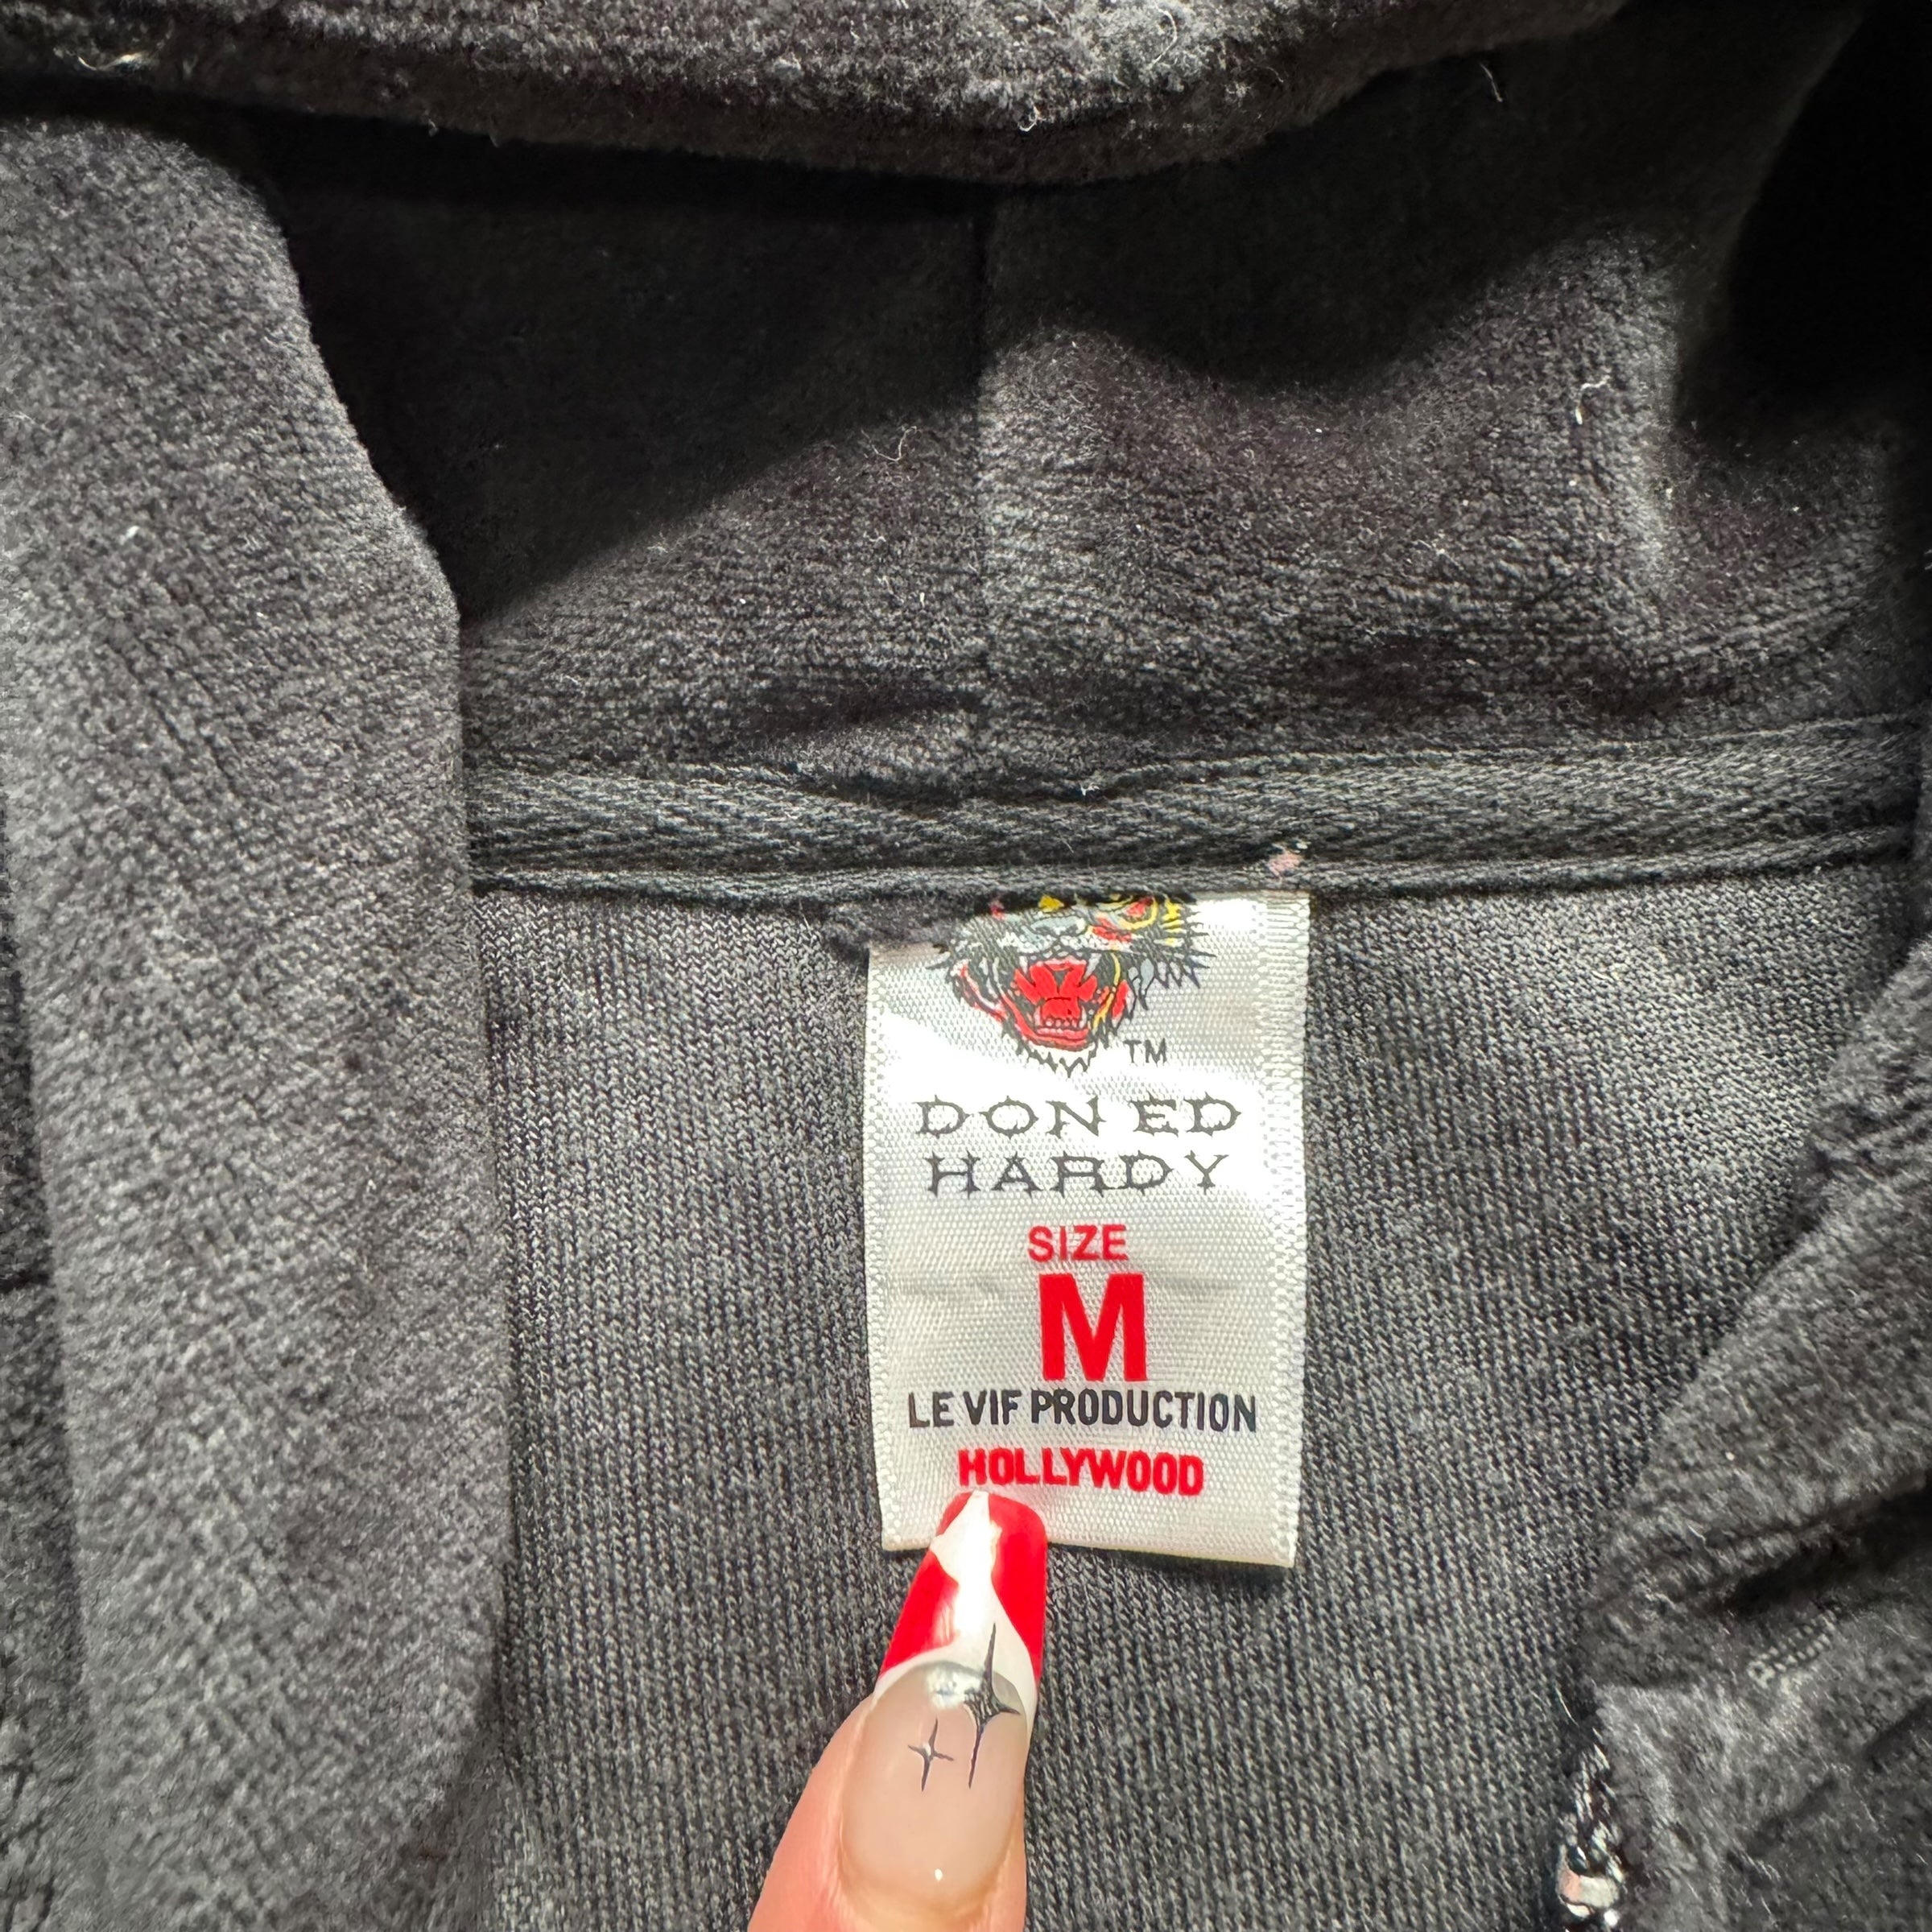 TM
DON ED
HARDY
SIZE
M
LE VIF PRODUCTION
HOLLYWOOD